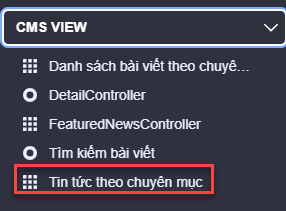 CMS VIEW
Danh sách bài viết theo chuyê...
DetailController
FeaturedNewsController
Tìm kiếm bài viết
Tin tức theo chuyên mục